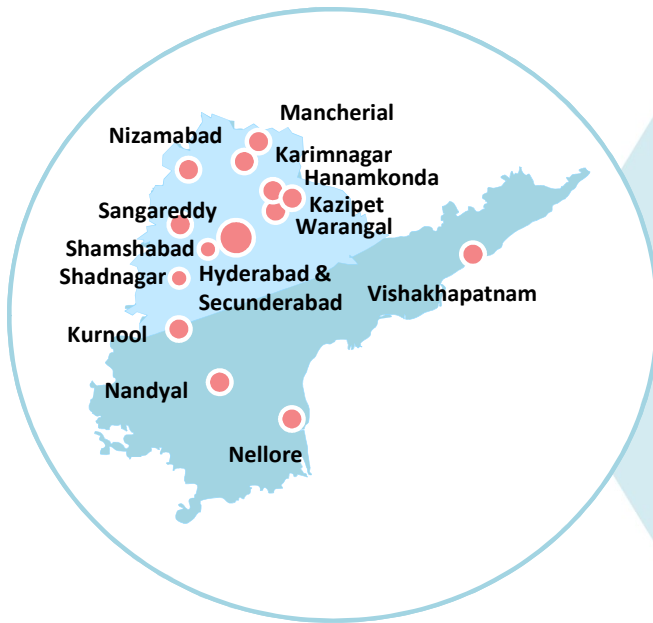 Mancherial
Nizamabad
Karimnagar
Hanamkonda
Kazipet
Sangareddy
Warangal
Shamshabad
Shadnagar
Hyderabad &
Secunderabad
Vishakhapatnam
Kurnool
Nandyal
Nellore